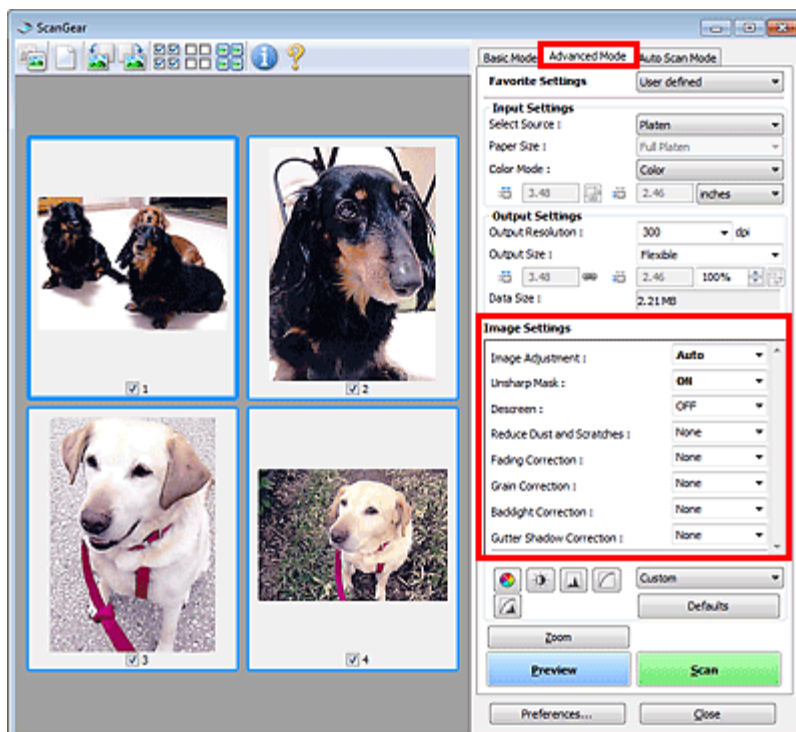 ScanGear
Basic Mode Advanced Mode Auto Scan Mode
Favorite Settings User defined
Input Settings
Select Source : Platen
Paper Size : Full Platen
Color Mode : Color
3.48 2.46 inches
Output Settings
Output Resolution : 300 dpi
Output Size : Flexible
3.48 2.46 100%
Data Size : 2.21MB
Image Settings
Image Adjustment : Auto
Unsharp Mask : ON
Descreen : OFF
Reduce Dust and Scratches : None
Fading Correction : None
Grain Correction : None
Backlight Correction : None
Gutter Shadow Correction : None
Custom
Defaults
Zoom
Preview Scan
Preferences... Close
1
2
3
4